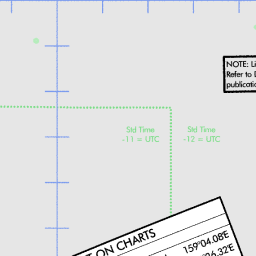 NOTE: Li
Refer to
publicatio
Std Time
-11 = UTC
Std Time
-12 = UTC
ON CHARTS
159°04.08'E